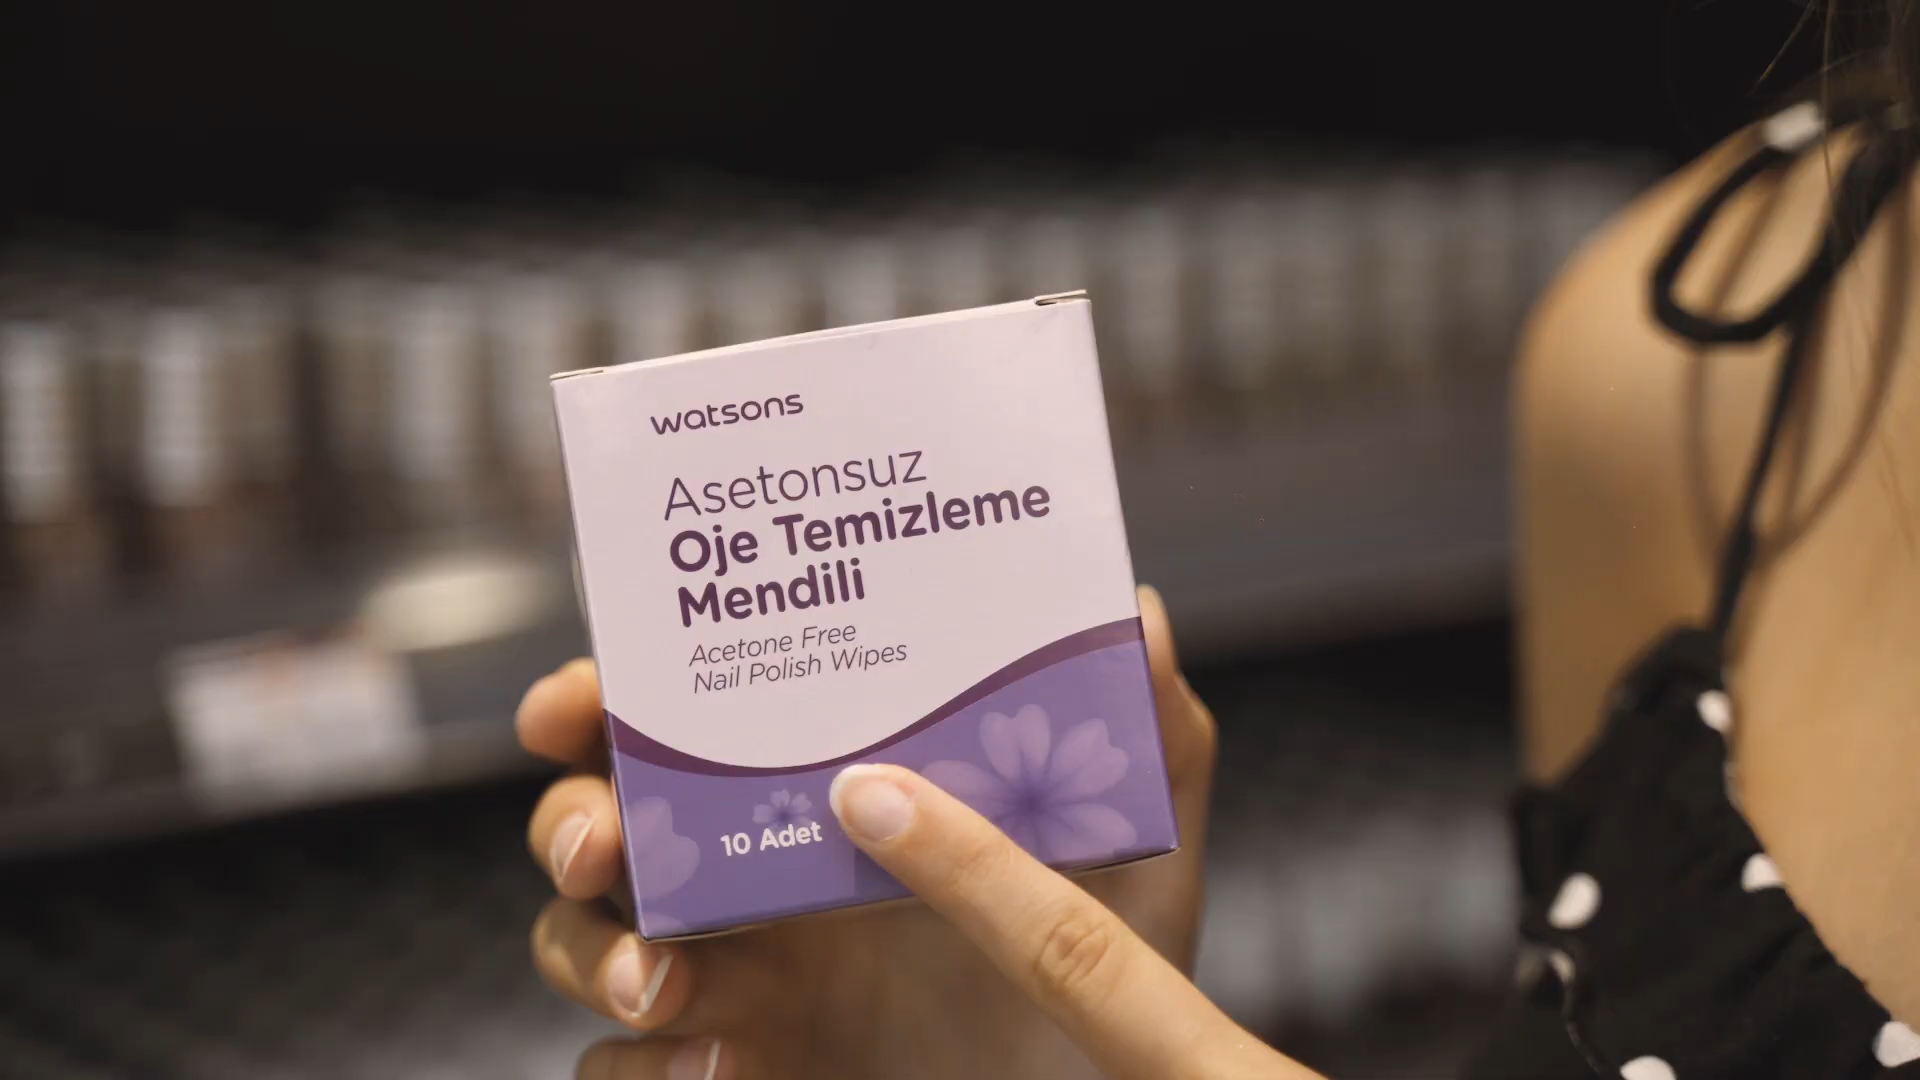 watsons
Asetonsuz
Oje Temizleme
Mendili
Acetone Free
Nail Polish Wipes
10 Adet